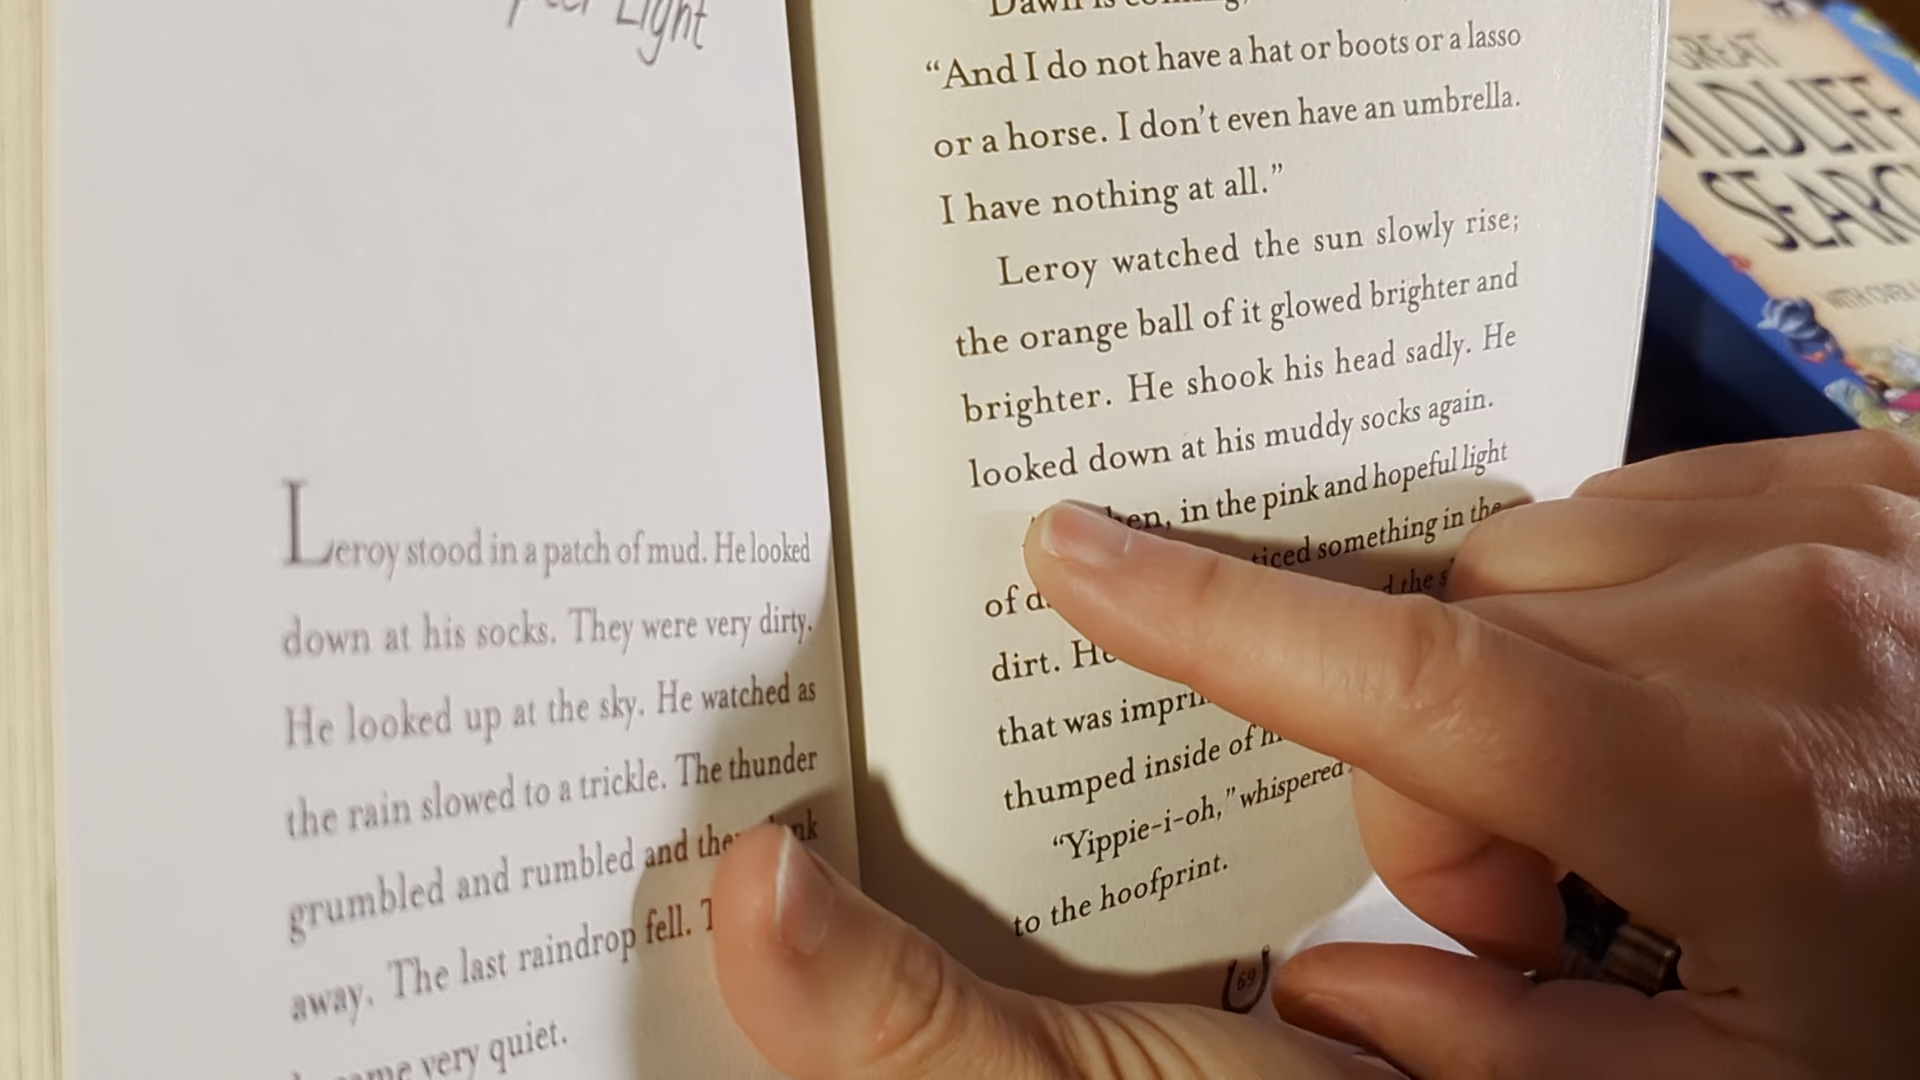 Light
Leroy stood in a patch of mud. He looked
down at his socks. They were very dirty.
He looked up at the sky. He watched as
the rain slowed to a trickle. The thunder
grumbled and rumbled and
away. The last raindrop fell.
very quiet.
Dawn is coming,
“And I do not have a hat or boots or a lasso
or a horse. I don’t even have an umbrella.
I have nothing at all.”
Leroy watched the sun slowly rise;
the orange ball of it glowed brighter and
brighter. He shook his head sadly. He
looked down at his muddy socks again.
in the pink and hopeful light
something in the
of
dirt.
that was
thumped inside of
“Yippie-i-oh,” whispered
to the hoofprint.
69
GREAT
WILDLIFE
SEARCH